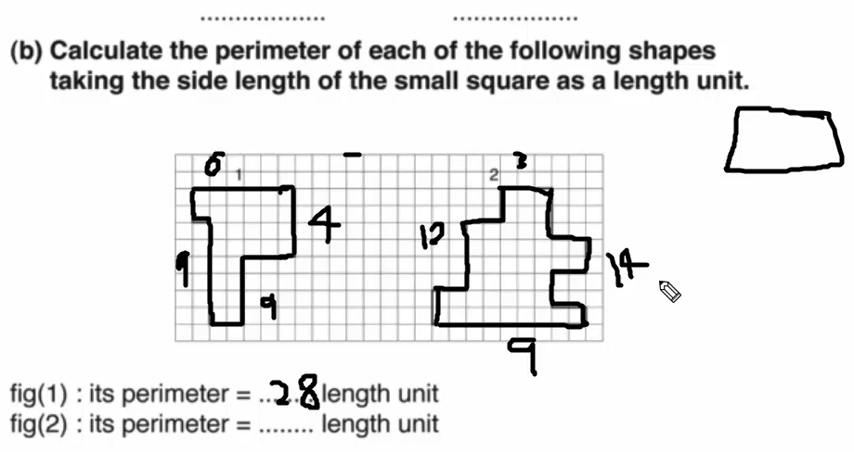 ....................... .......................
(b) Calculate the perimeter of each of the following shapes
taking the side length of the small square as a length unit.
6 1 3 2
4 12
9 9 14
9
fig(1) : its perimeter = ..28..length unit
fig(2) : its perimeter = ........ length unit